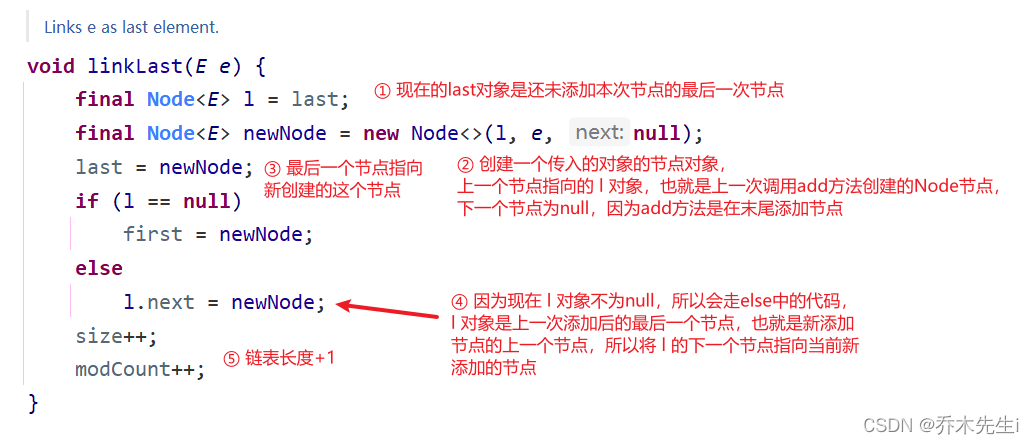 Links e as last element.
void linkLast(E e) {
final Node<E> l = last;
① 现在的last对象是还未添加本次节点的最后一次节点
final Node<E> newNode = new Node<>(l, e, next: null);
last = newNode;
③ 最后一个节点指向
新创建的这个节点
② 创建一个传入的对象的节点对象，
上一个节点指向的 l 对象，也就是上一次调用add方法创建的Node节点，
下一个节点为null，因为add方法是在末尾添加节点
if (l == null)
first = newNode;
else
l.next = newNode;
④ 因为现在 l 对象不为null，所以会走else中的代码，
l 对象是上一次添加后的最后一个节点，也就是新添加
节点的上一个节点，所以将 l 的下一个节点指向当前新
添加的节点
size++;
⑤ 链表长度+1
modCount++;
}
CSDN @乔木先生i